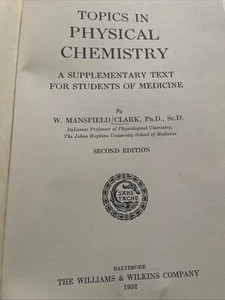 TOPICS IN
PHYSICAL
CHEMISTRY
A SUPPLEMENTARY TEXT
FOR STUDENTS OF MEDICINE
By
W. MANSFIELD CLARK, PH.D., SC.D.
DeLamar Professor of Physiological Chemistry,
The Johns Hopkins University School of Medicine
SECOND EDITION
SANS
TACHE
BALTIMORE
THE WILLIAMS & WILKINS COMPANY
1952